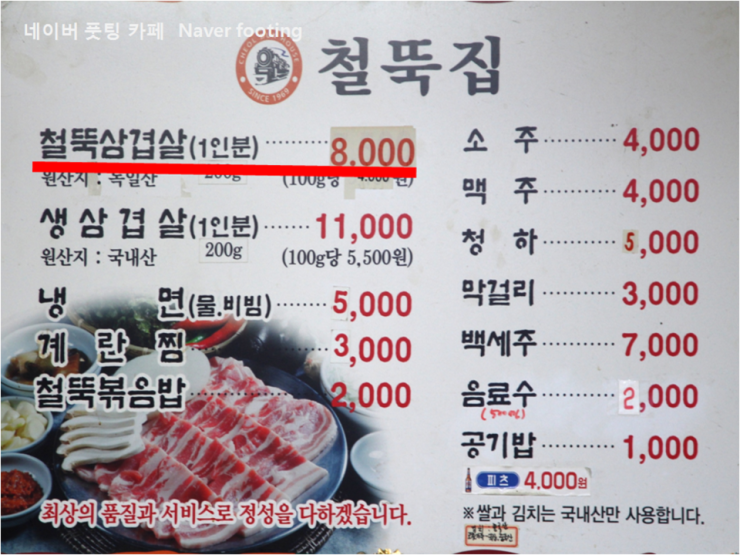 네이버 풋팅 카페 Naver footing
SINCE 1969
철뚝집
철뚝삼겹살(1인분) 8.000
원산지 : 독일산 200g (100g당 4.000원)
생삼겹살(1인분) 11,000
원산지 : 국내산 200g (100g당 5,500원)
냉면(물.비빔) 5,000
계란찜 3,000
철뚝볶음밥 2,000
최상의 품질과 서비스로 정성을 다하겠습니다.
소주 4,000
맥주 4,000
청하 5,000
막걸리 3,000
백세주 7,000
음료수 2,000
공기밥 1,000
피츠 4.000원
※쌀과 김치는 국내산만 사용합니다.